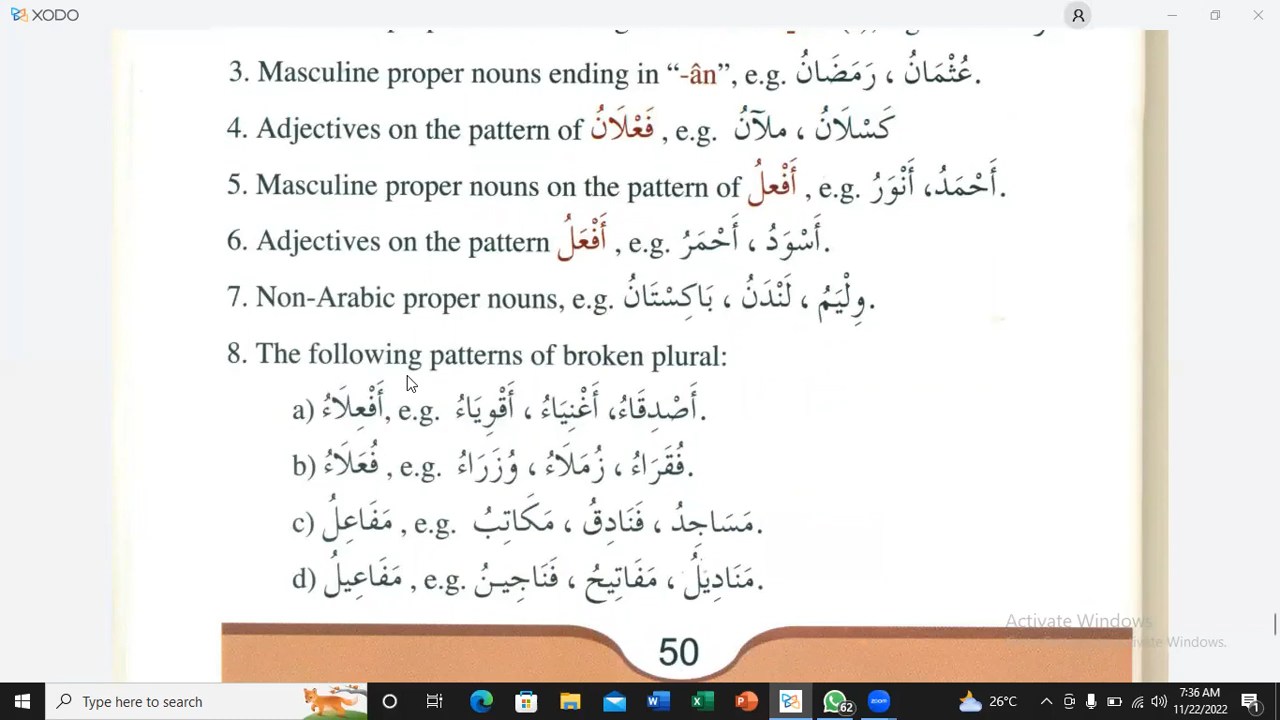 XODO
3. Masculine proper nouns ending in “-ân”, e.g. عُثْمَانُ ، رَمَضَانُ.
4. Adjectives on the pattern of فَعْلَانُ , e.g. كَسْلَانُ ، ملآنُ
5. Masculine proper nouns on the pattern of أَفْعلُ , e.g. أَحْمَدُ، أَنْوَرُ.
6. Adjectives on the pattern أَفْعَلُ , e.g. أَسْوَدُ ، أَحْمَرُ.
7. Non-Arabic proper nouns, e.g. وِلْيَمُ ، لَنْدَنُ ، بَاكِسْتَانُ.
8. The following patterns of broken plural:
a) أَفْعِلَاءُ, e.g. أَصْدِقَاءُ، أَغْنِيَاءُ ، أَقْوِيَاءُ.
b) فُعَلَاءُ , e.g. فُقَرَاءُ ، زُمَلَاءُ ، وُزَرَاءُ.
c) مَفَاعِلُ , e.g. مَسَاجِدُ ، فَنَادِقُ ، مَكَاتِبُ.
d) مَفَاعِيلُ , e.g. مَنَادِيلُ ، مَفَاتِيحُ ، فَنَاجِيـنُ.
Activate Windows
50
Type here to search
62
zoom
26°C
7:36 AM
11/22/2022
1